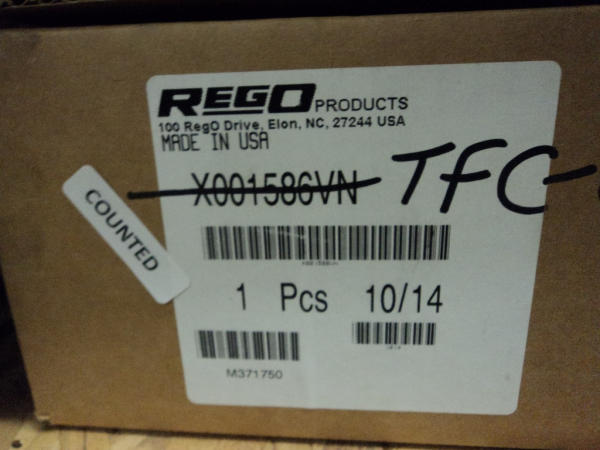 REGO PRODUCTS
100 RegO Drive, Elon, NC, 27244 USA
MADE IN USA
X001586VN TFC-
COUNTED
1 Pcs 10/14
M371750